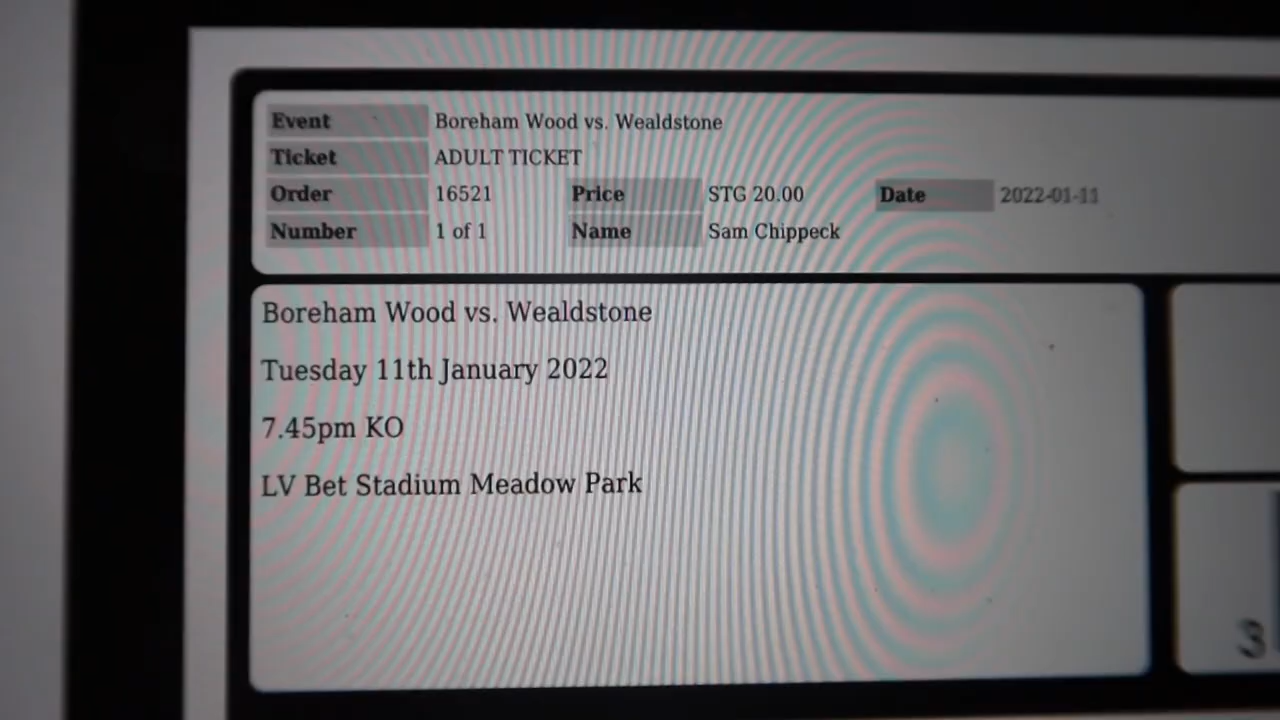 Event Boreham Wood vs. Wealdstone
Ticket ADULT TICKET
Order 16521 Price STG 20.00 Date 2022-01-11
Number 1 of 1 Name Sam Chippeck
Boreham Wood vs. Wealdstone
Tuesday 11th January 2022
7.45pm KO
LV Bet Stadium Meadow Park
3